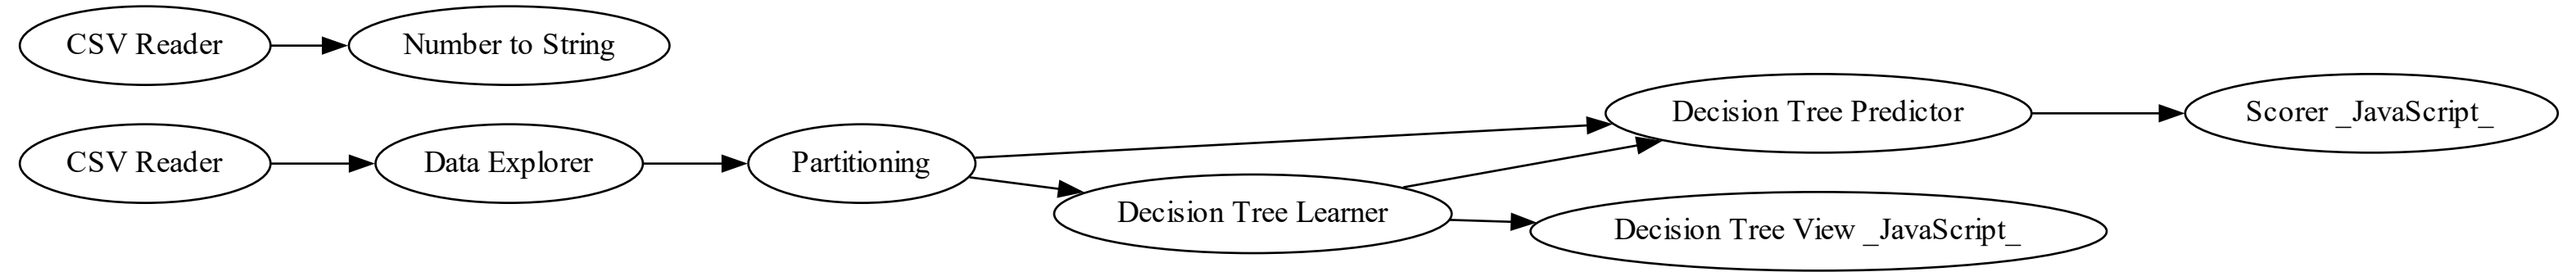 CSV Reader
Number to String
CSV Reader
Data Explorer
Partitioning
Decision Tree Predictor
Scorer _JavaScript_
Decision Tree Learner
Decision Tree View _JavaScript_